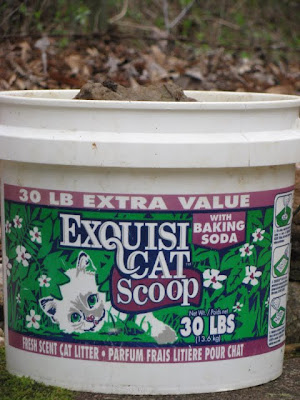 30 LB EXTRA VALUE
WITH
BAKING
SODA
EXQUISI
CAT
Scoop
Net Wt. / Poids net
30 LBS
(13.6 kg)
FRESH SCENT CAT LITTER • PARFUM FRAIS LITIÈRE POUR CHAT